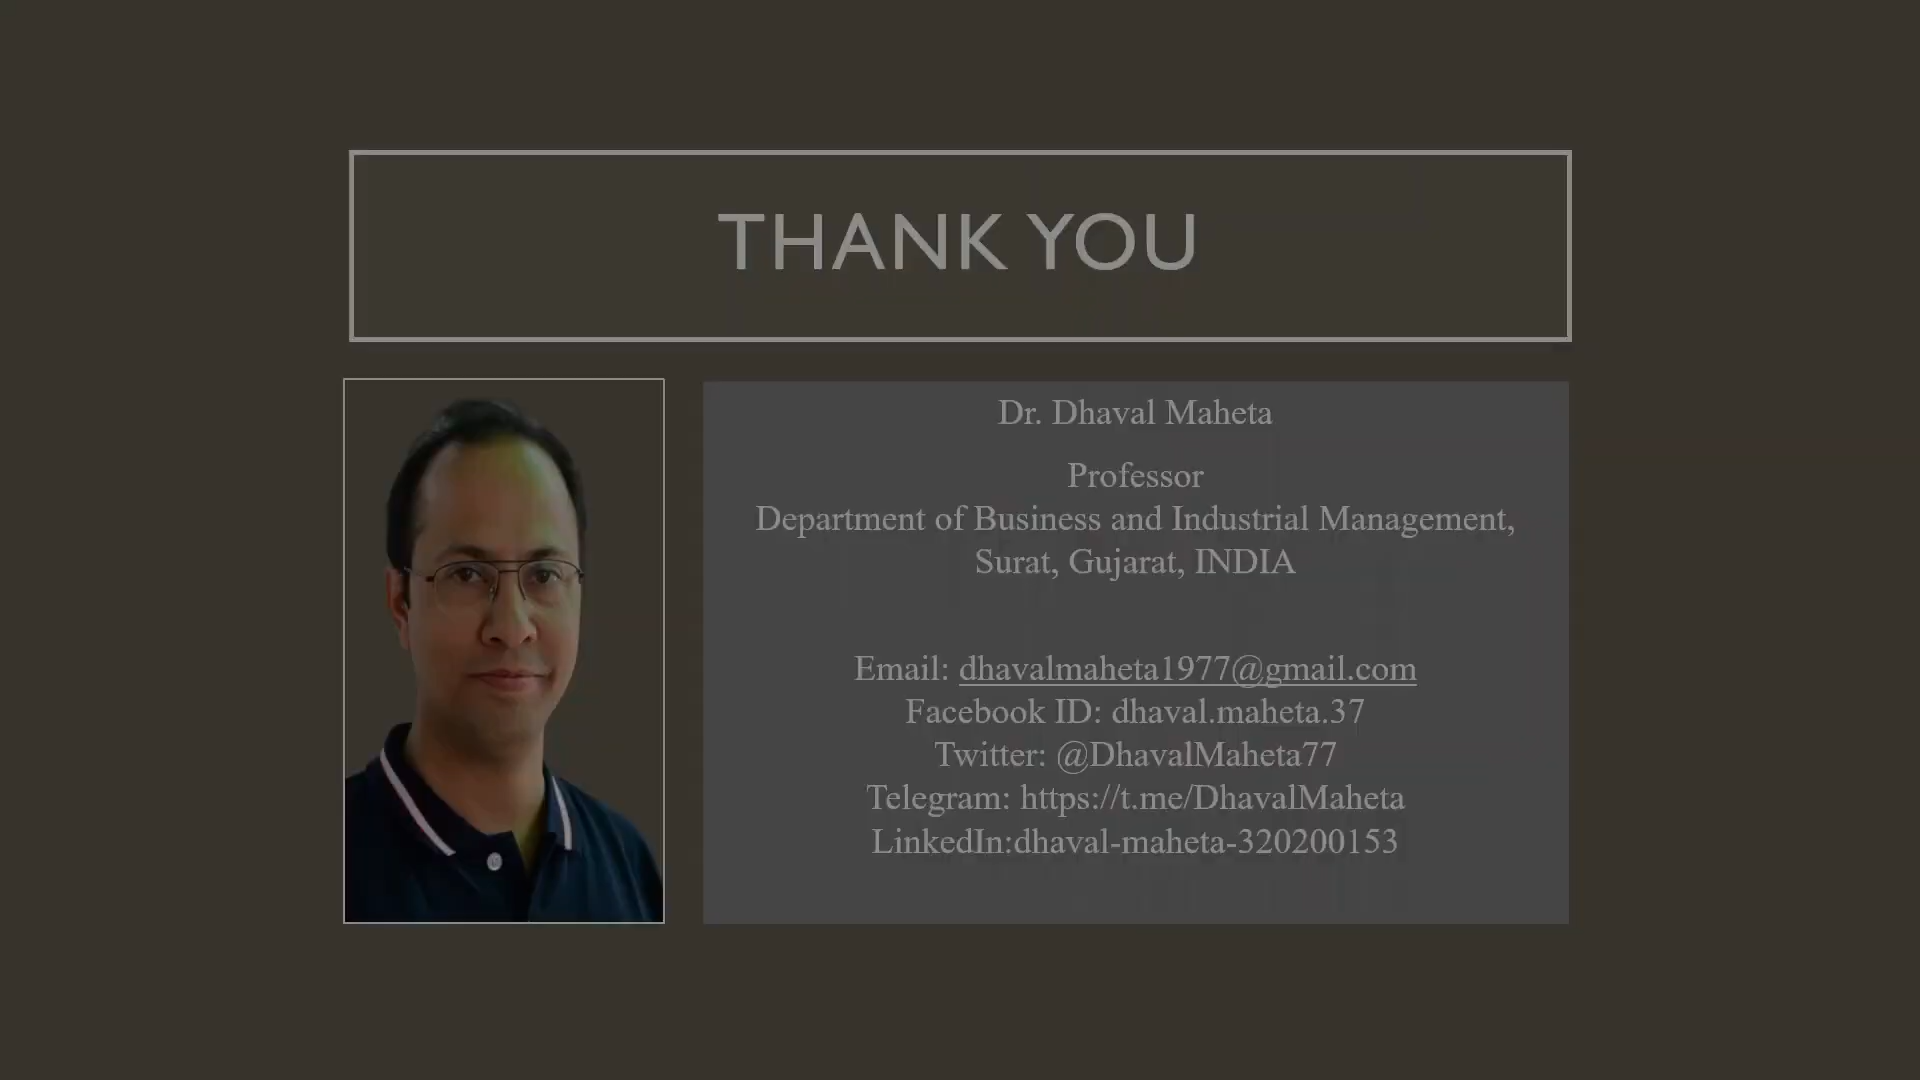 THANK YOU
Dr. Dhaval Maheta
Professor
Department of Business and Industrial Management,
Surat, Gujarat, INDIA
Email: dhavalmaheta1977@gmail.com
Facebook ID: dhaval.maheta.37
Twitter: @DhavalMaheta77
Telegram: https://t.me/DhavalMaheta
LinkedIn:dhaval-maheta-320200153